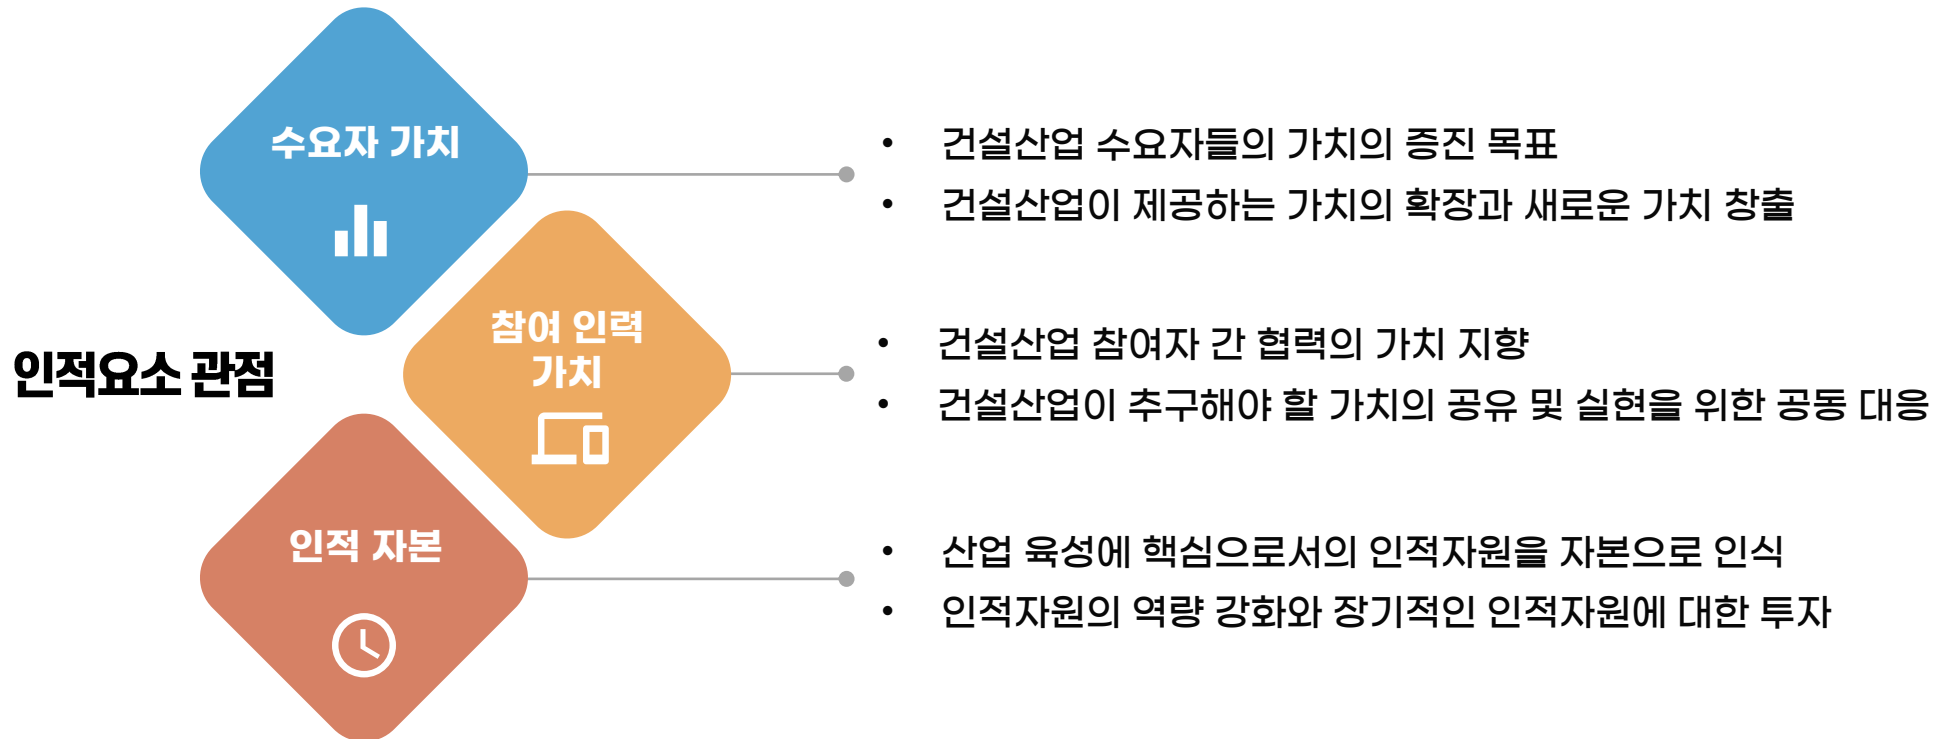 인적요소 관점
수요자 가치
• 건설산업 수요자들의 가치의 증진 목표
• 건설산업이 제공하는 가치의 확장과 새로운 가치 창출
참여 인력
가치
• 건설산업 참여자 간 협력의 가치 지향
• 건설산업이 추구해야 할 가치의 공유 및 실현을 위한 공동 대응
인적 자본
• 산업 육성에 핵심으로서의 인적자원을 자본으로 인식
• 인적자원의 역량 강화와 장기적인 인적자원에 대한 투자